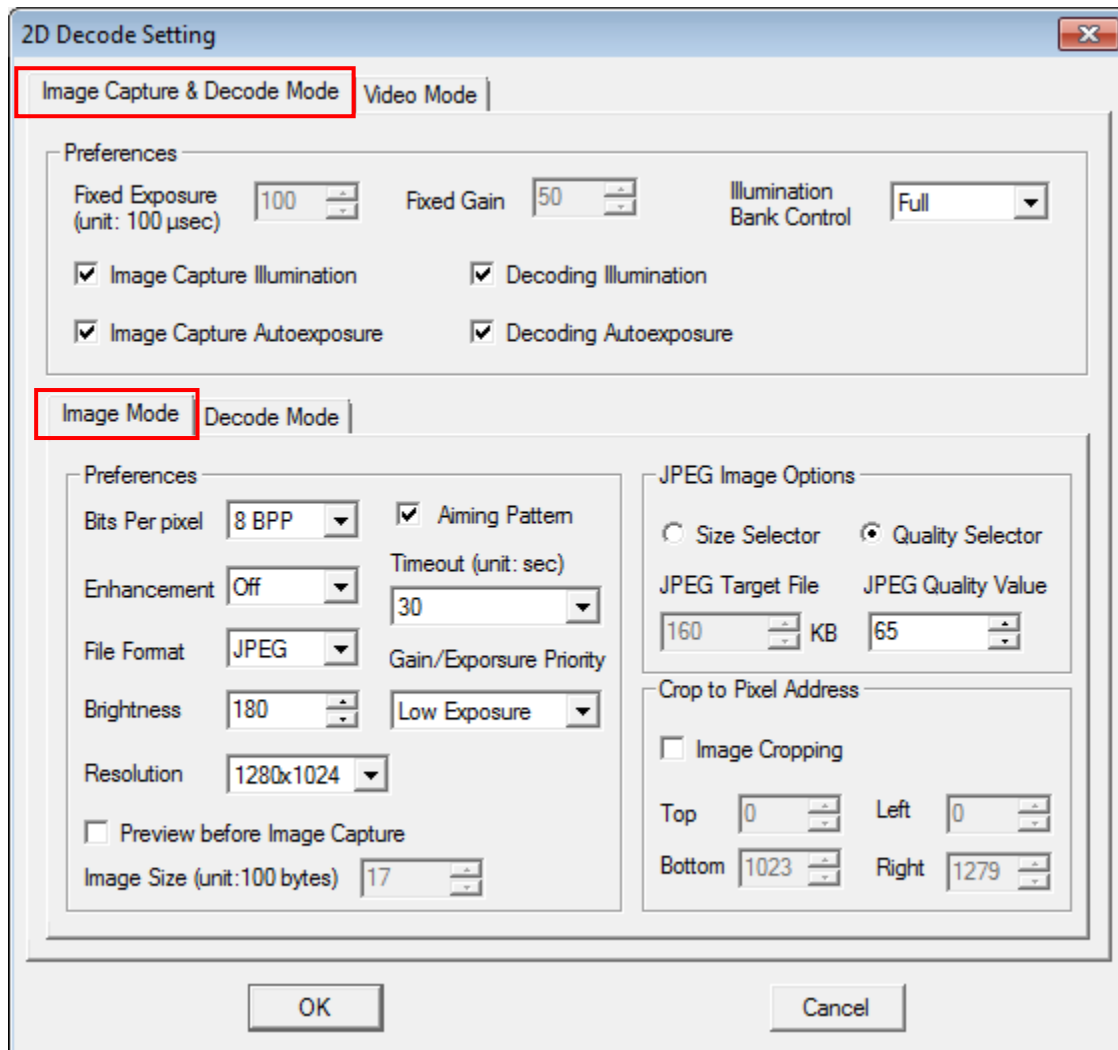 2D Decode Setting
Image Capture & Decode Mode
Video Mode
Preferences
Fixed Exposure
(unit: 100 µsec)
100
Fixed Gain
50
Illumination
Bank Control
Full
Image Capture Illumination
Decoding Illumination
Image Capture Autoexposure
Decoding Autoexposure
Image Mode
Decode Mode
Preferences
Bits Per pixel
8 BPP
Aiming Pattern
Enhancement
Off
Timeout (unit: sec)
30
File Format
JPEG
Gain/Exporsure Priority
Brightness
180
Low Exposure
Resolution
1280x1024
Preview before Image Capture
Image Size (unit:100 bytes)
17
JPEG Image Options
Size Selector
Quality Selector
JPEG Target File
JPEG Quality Value
160
KB
65
Crop to Pixel Address
Image Cropping
Top
0
Left
0
Bottom
1023
Right
1279
OK
Cancel